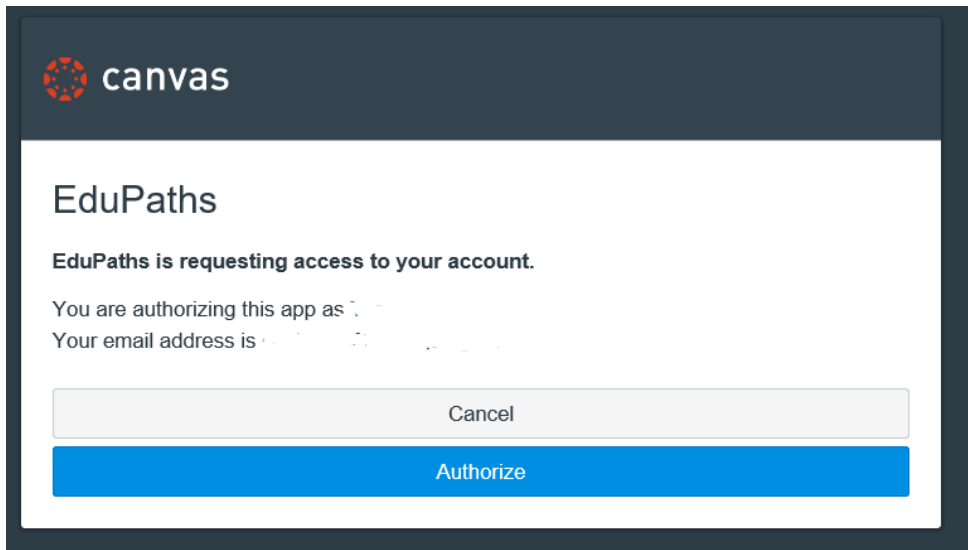 canvas
EduPaths
EduPaths is requesting access to your account.
You are authorizing this app as
Your email address is
Cancel
Authorize